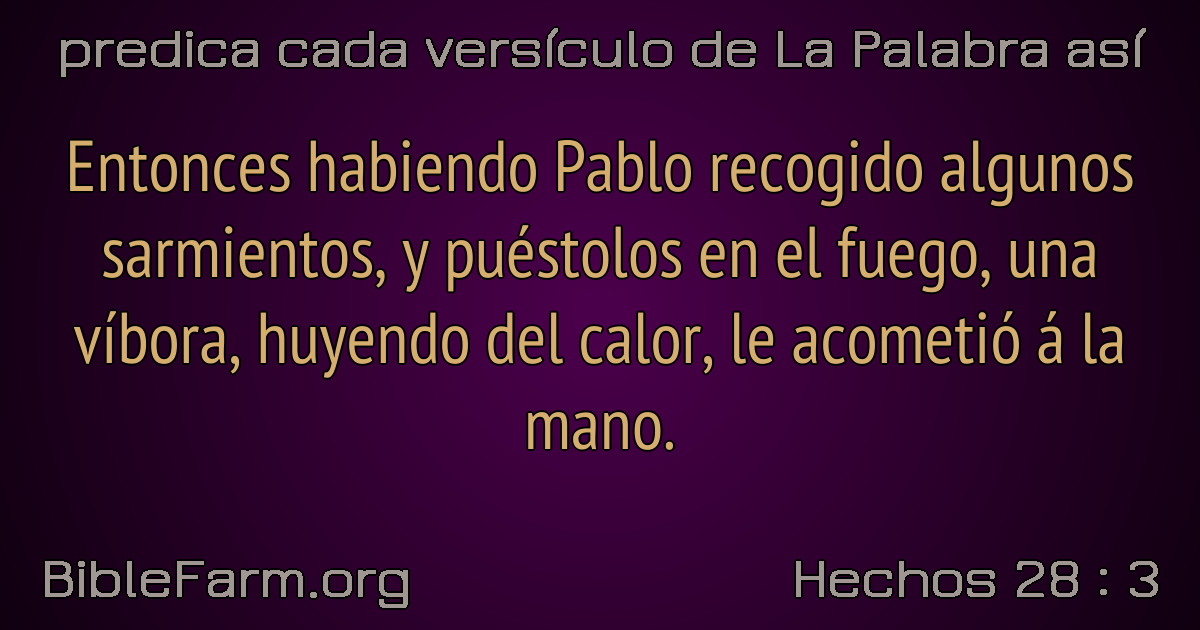 predica cada versículo de La Palabra así
Entonces habiendo Pablo recogido algunos
sarmientos, y puéstolos en el fuego, una
víbora, huyendo del calor, le acometió á la
mano.
BibleFarm.org
Hechos 28 : 3